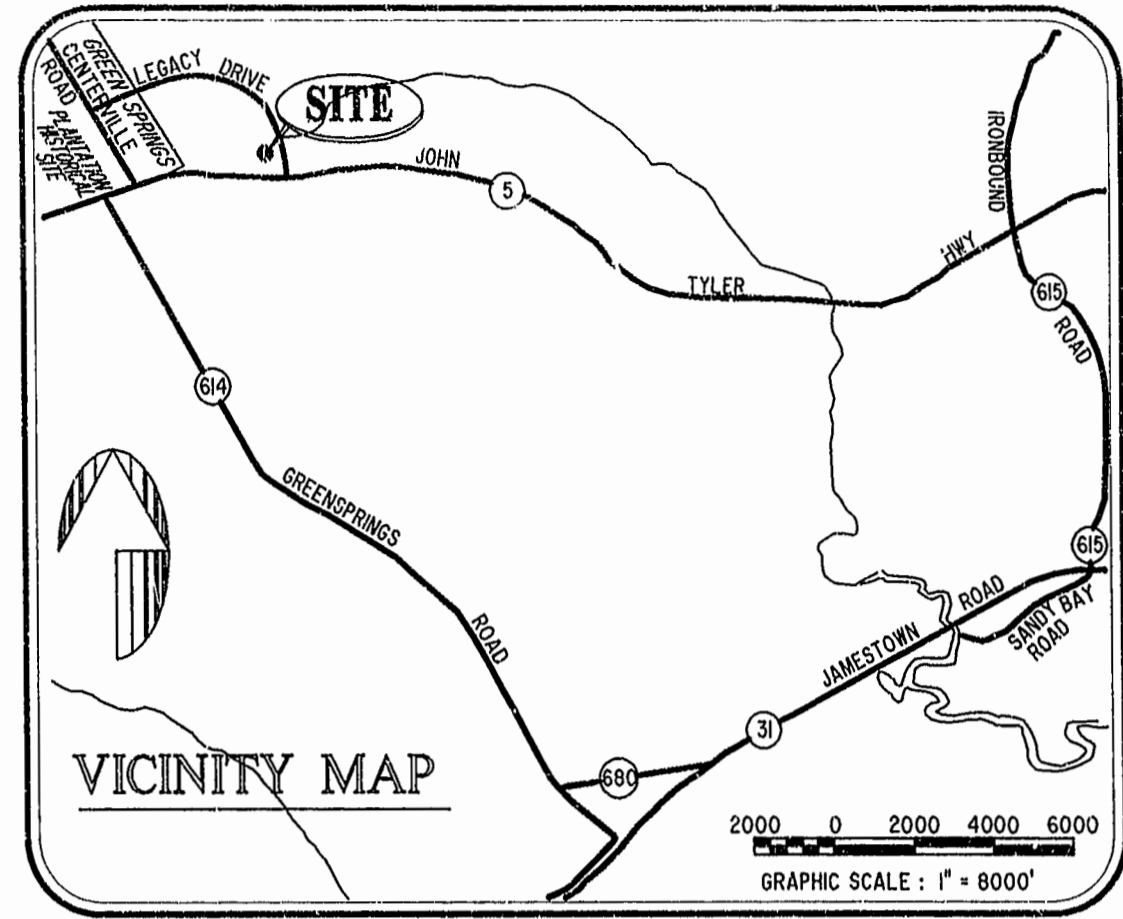 GREEN SPRINGS
CENTERVILLE
ROAD
PLANTATION
HISTORICAL
SITE
LEGACY DRIVE
SITE
JOHN
5
TYLER
HWY
IRONBOUND
615
ROAD
614
GREENSPRINGS
ROAD
615
JAMESTOWN ROAD
SANDY BAY
ROAD
31
680
VICINITY MAP
2000 0 2000 4000 6000
GRAPHIC SCALE : 1" = 8000'